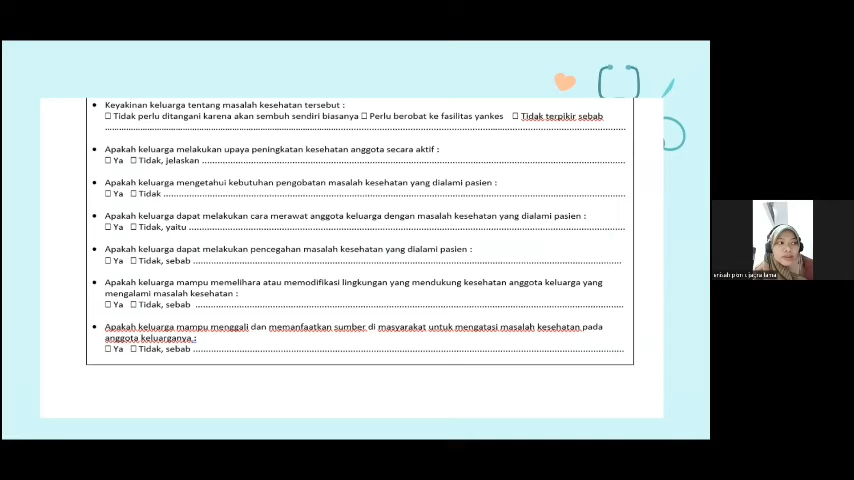 • Keyakinan keluarga tentang masalah kesehatan tersebut :
☐ Tidak perlu ditangani karena akan sembuh sendiri biasanya ☐ Perlu berobat ke fasilitas yankes ☐ Tidak terpikir sebab
................................................................................
• Apakah keluarga melakukan upaya peningkatan kesehatan anggota secara aktif :
☐ Ya ☐ Tidak, jelaskan ................................................................................
• Apakah keluarga mengetahui kebutuhan pengobatan masalah kesehatan yang dialami pasien :
☐ Ya ☐ Tidak ................................................................................
• Apakah keluarga dapat melakukan cara merawat anggota keluarga dengan masalah kesehatan yang dialami pasien :
☐ Ya ☐ Tidak, yaitu ................................................................................
• Apakah keluarga dapat melakukan pencegahan masalah kesehatan yang dialami pasien :
☐ Ya ☐ Tidak, sebab ................................................................................
• Apakah keluarga mampu memelihara atau memodifikasi lingkungan yang mendukung kesehatan anggota keluarga yang
mengalami masalah kesehatan :
☐ Ya ☐ Tidak, sebab ................................................................................
• Apakah keluarga mampu menggali dan memanfaatkan sumber di masyarakat untuk mengatasi masalah kesehatan pada
anggota keluarganya :
☐ Ya ☐ Tidak, sebab ................................................................................